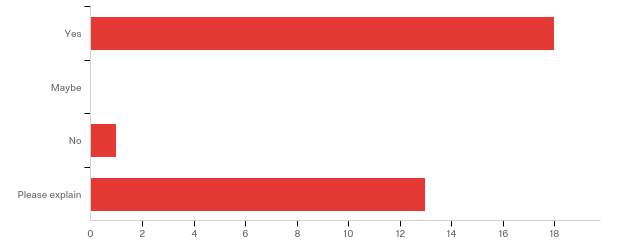 Yes
Maybe
No
Please explain
0 2 4 6 8 10 12 14 16 18